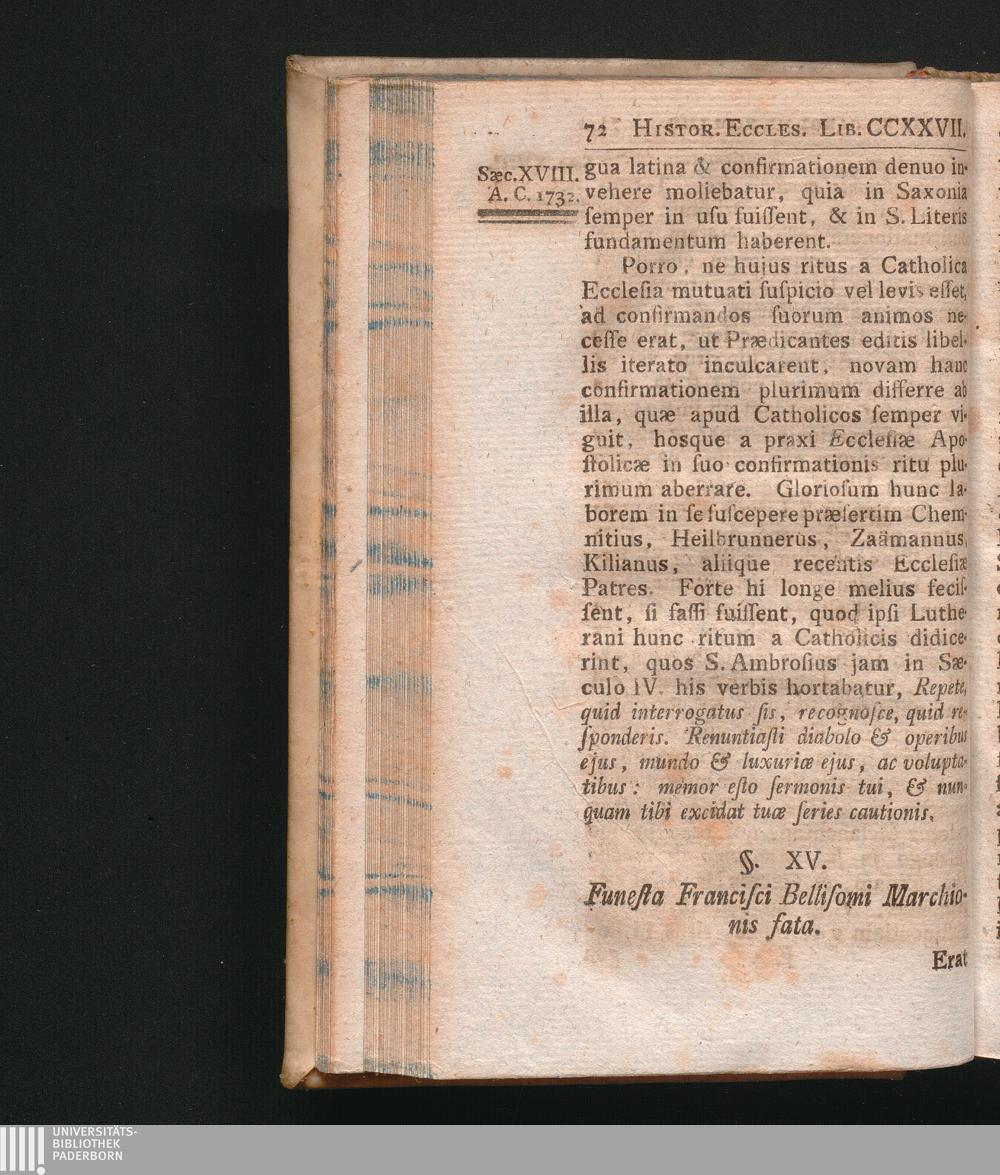 72 HISTOR. ECCLES. LIB. CCXXVII.
Sæc. XVIII.
A. C. 1732.
gua latina & confirmationem denuo in-
vehere moliebatur, quia in Saxonia
ſemper in uſu fuiſſent, & in S. Literis
fundamentum haberent.
Porro, ne hujus ritus a Catholica
Eccleſia mutuati ſuſpicio vel levis eſſet,
ad confirmandos ſuorum animos ne-
ceſſe erat, ut Prædicantes editis libel-
lis iterato inculcarent, novam hanc
confirmationem plurimum differre ab
illa, quæ apud Catholicos ſemper vi-
guit, hosque a praxi Eccleſiæ Apo-
ſtolicæ in ſuo confirmationis ritu plu-
rimum aberrare. Glorioſum hunc la-
borem in ſe ſuſcepere præſertim Chem-
nitius, Heilbrunnerus, Zaämannus,
Kilianus, aliique recentis Eccleſiæ
Patres. Forte hi longe melius feciſ-
ſent, ſi faſſi fuiſſent, quod ipſi Luthe-
rani hunc ritum a Catholicis didice-
rint, quos S. Ambroſius jam in Sæ-
culo IV. his verbis hortabatur, Repete,
quid interrogatus ſis, recognoſce, quid re-
ſponderis. Renuntiaſti diabolo & operibus
ejus, mundo & luxuriæ ejus, ac volupta-
tibus: memor eſto ſermonis tui, & nun-
quam tibi excidat tuæ ſeries cautionis.
§. XV.
Funeſta Franciſci Belliſomi Marchio-
nis fata.
Erat
UNIVERSITÄTS-
BIBLIOTHEK
PADERBORN